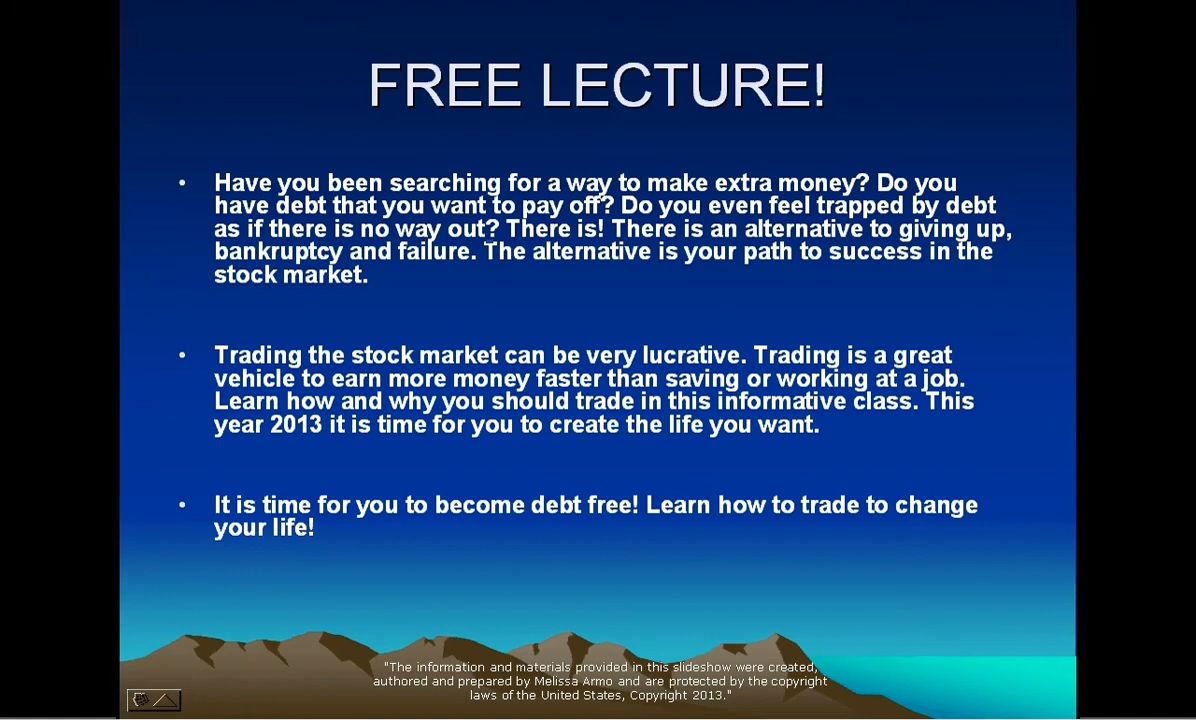 FREE LECTURE!
• Have you been searching for a way to make extra money? Do you
have debt that you want to pay off? Do you even feel trapped by debt
as if there is no way out? There is! There is an alternative to giving up,
bankruptcy and failure. The alternative is your path to success in the
stock market.
• Trading the stock market can be very lucrative. Trading is a great
vehicle to earn more money faster than saving or working at a job.
Learn how and why you should trade in this informative class. This
year 2013 it is time for you to create the life you want.
• It is time for you to become debt free! Learn how to trade to change
your life!
"The information and materials provided in this slideshow were created,
authored and prepared by Melissa Armo and are protected by the copyright
laws of the United States, Copyright 2013."